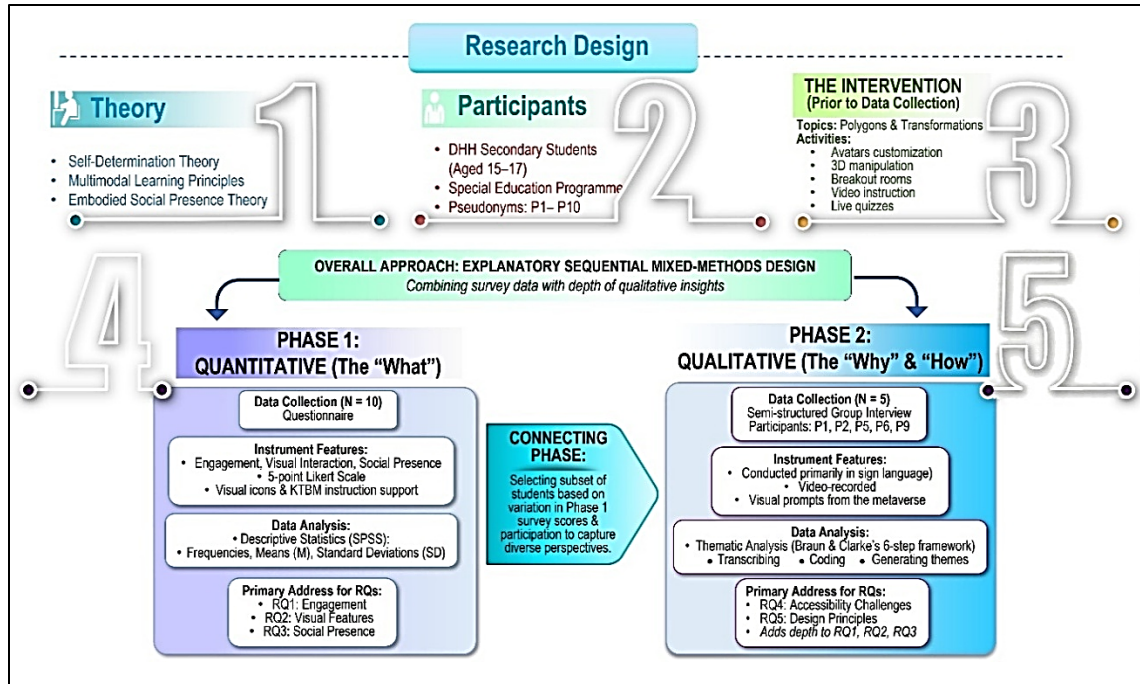 Research Design
1
Theory
• Self-Determination Theory
• Multimodal Learning Principles
• Embodied Social Presence Theory
2
Participants
• DHH Secondary Students
(Aged 15–17)
• Special Education Programme
• Pseudonyms: P1– P10
3
THE INTERVENTION
(Prior to Data Collection)
Topics: Polygons & Transformations
Activities:
• Avatars customization
• 3D manipulation
• Breakout rooms
• Video instruction
• Live quizzes
OVERALL APPROACH: EXPLANATORY SEQUENTIAL MIXED-METHODS DESIGN
Combining survey data with depth of qualitative insights
4
PHASE 1:
QUANTITATIVE (The “What”)
Data Collection (N = 10)
Questionnaire
Instrument Features:
• Engagement, Visual Interaction, Social Presence
• 5-point Likert Scale
• Visual icons & KTBM instruction support
Data Analysis:
• Descriptive Statistics (SPSS):
• Frequencies, Means (M), Standard Deviations (SD)
Primary Address for RQs:
• RQ1: Engagement
• RQ2: Visual Features
• RQ3: Social Presence
CONNECTING
PHASE:
Selecting subset of
students based on
variation in Phase 1
survey scores &
participation to capture
diverse perspectives.
5
PHASE 2:
QUALITATIVE (The “Why” & “How”)
Data Collection (N = 5)
Semi-structured Group Interview
Participants: P1, P2, P5, P6, P9
Instrument Features:
• Conducted primarily in sign language)
• Video-recorded
• Visual prompts from the metaverse
Data Analysis:
• Thematic Analysis (Braun & Clarke’s 6-step framework)
• Transcribing • Coding • Generating themes
Primary Address for RQs:
• RQ4: Accessibility Challenges
• RQ5: Design Principles
• Adds depth to RQ1, RQ2, RQ3